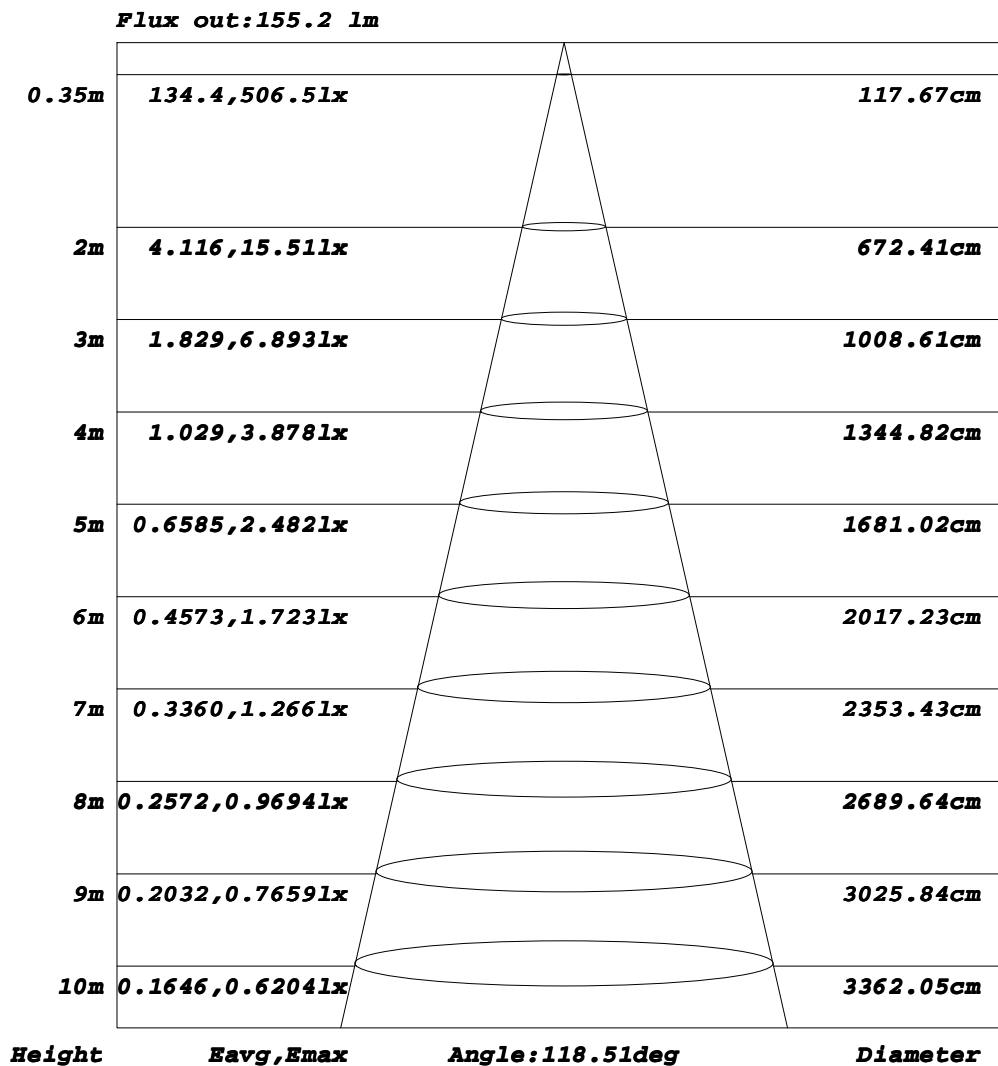 Flux out:155.2 lm
0.35m 134.4,506.5lx 117.67cm
2m 4.116,15.51lx 672.41cm
3m 1.829,6.893lx 1008.61cm
4m 1.029,3.878lx 1344.82cm
5m 0.6585,2.482lx 1681.02cm
6m 0.4573,1.723lx 2017.23cm
7m 0.3360,1.266lx 2353.43cm
8m 0.2572,0.9694lx 2689.64cm
9m 0.2032,0.7659lx 3025.84cm
10m 0.1646,0.6204lx 3362.05cm
Height Eavg,Emax Angle:118.51deg Diameter